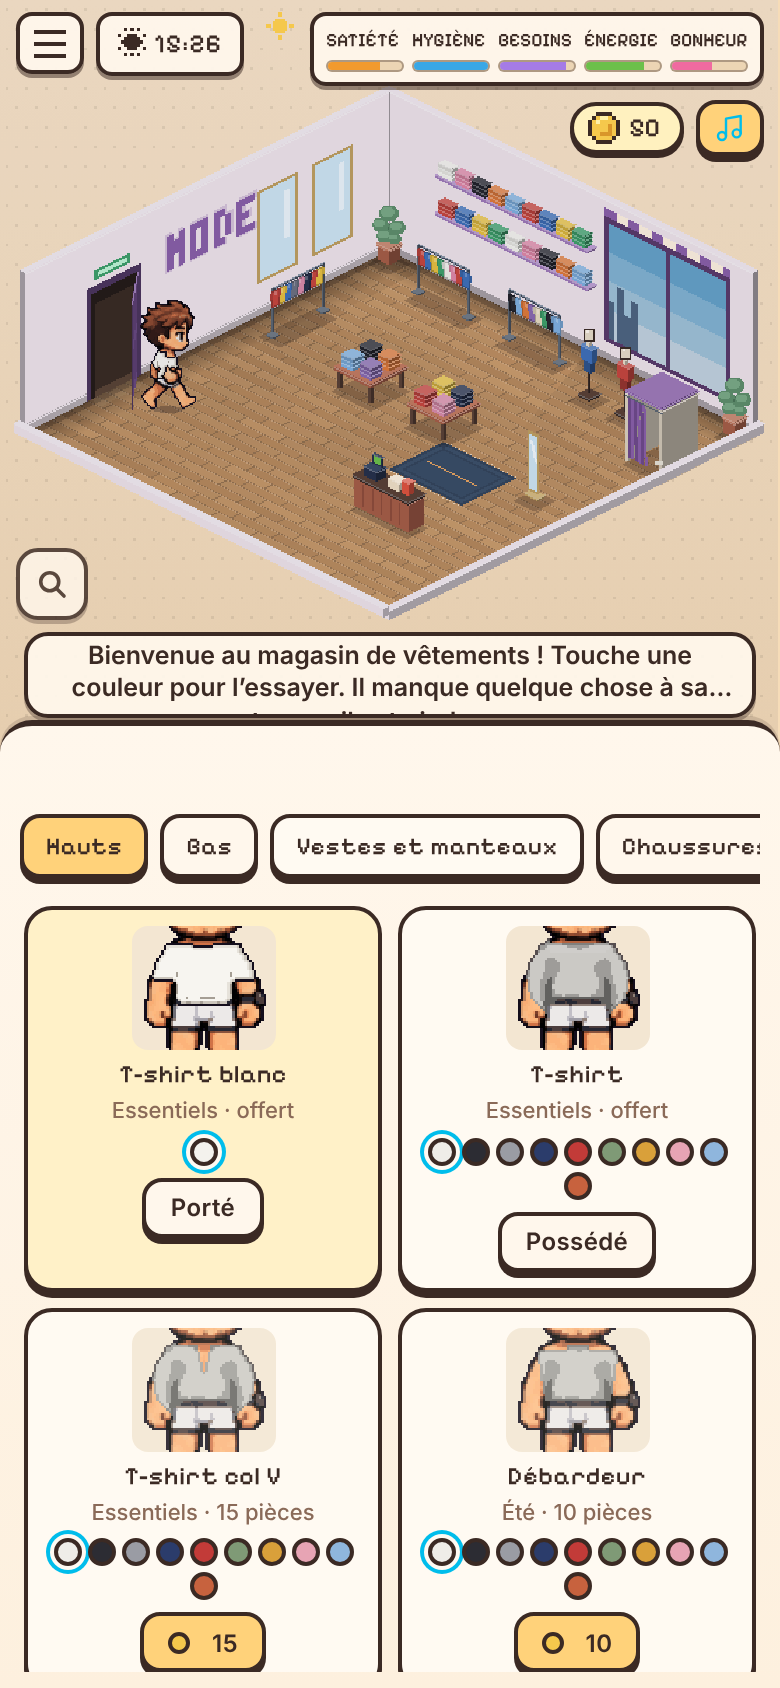 18:26
SATIÉTÉ HYGIÈNE BESOINS ÉNERGIE BONHEUR
80
MODE
Bienvenue au magasin de vêtements ! Touche une
couleur pour l’essayer. Il manque quelque chose à sa…
Hauts Bas Vestes et manteaux Chaussures
T-shirt blanc
Essentiels · offert
Porté
T-shirt
Essentiels · offert
Possédé
T-shirt col V
Essentiels · 15 pièces
15
Débardeur
Été · 10 pièces
10